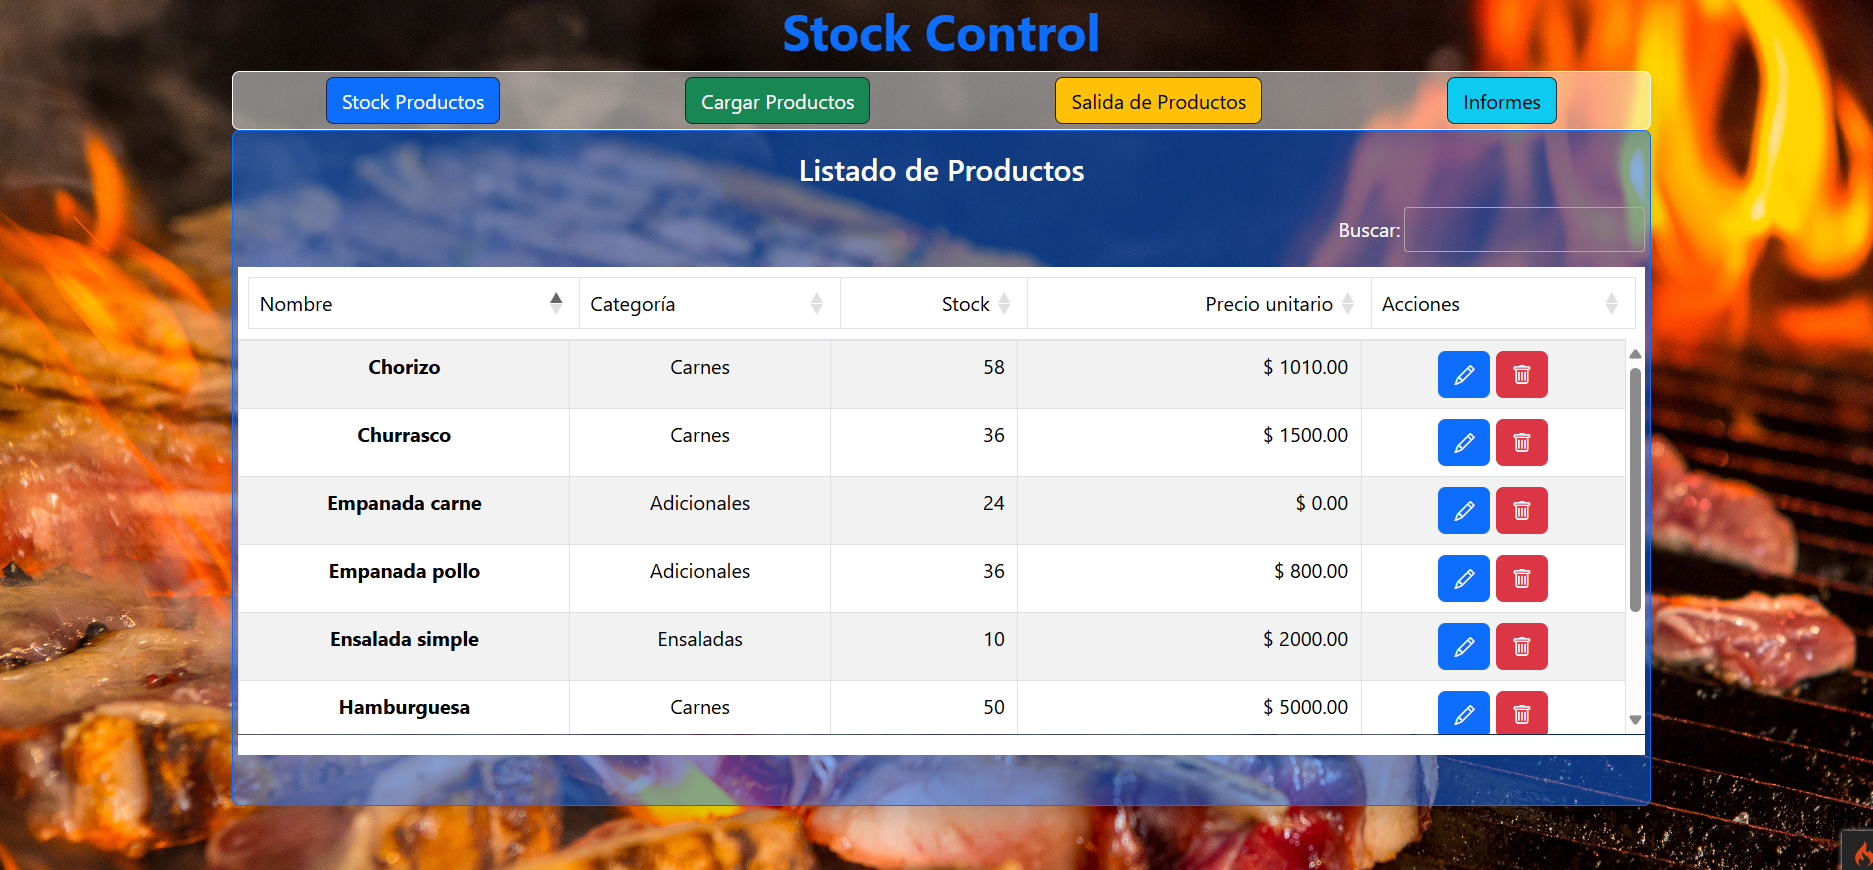 Stock Control
Stock Productos Cargar Productos Salida de Productos Informes
Listado de Productos
Buscar:
Nombre Categoría Stock Precio unitario Acciones
Chorizo Carnes 58 $ 1010.00
Churrasco Carnes 36 $ 1500.00
Empanada carne Adicionales 24 $ 0.00
Empanada pollo Adicionales 36 $ 800.00
Ensalada simple Ensaladas 10 $ 2000.00
Hamburguesa Carnes 50 $ 5000.00